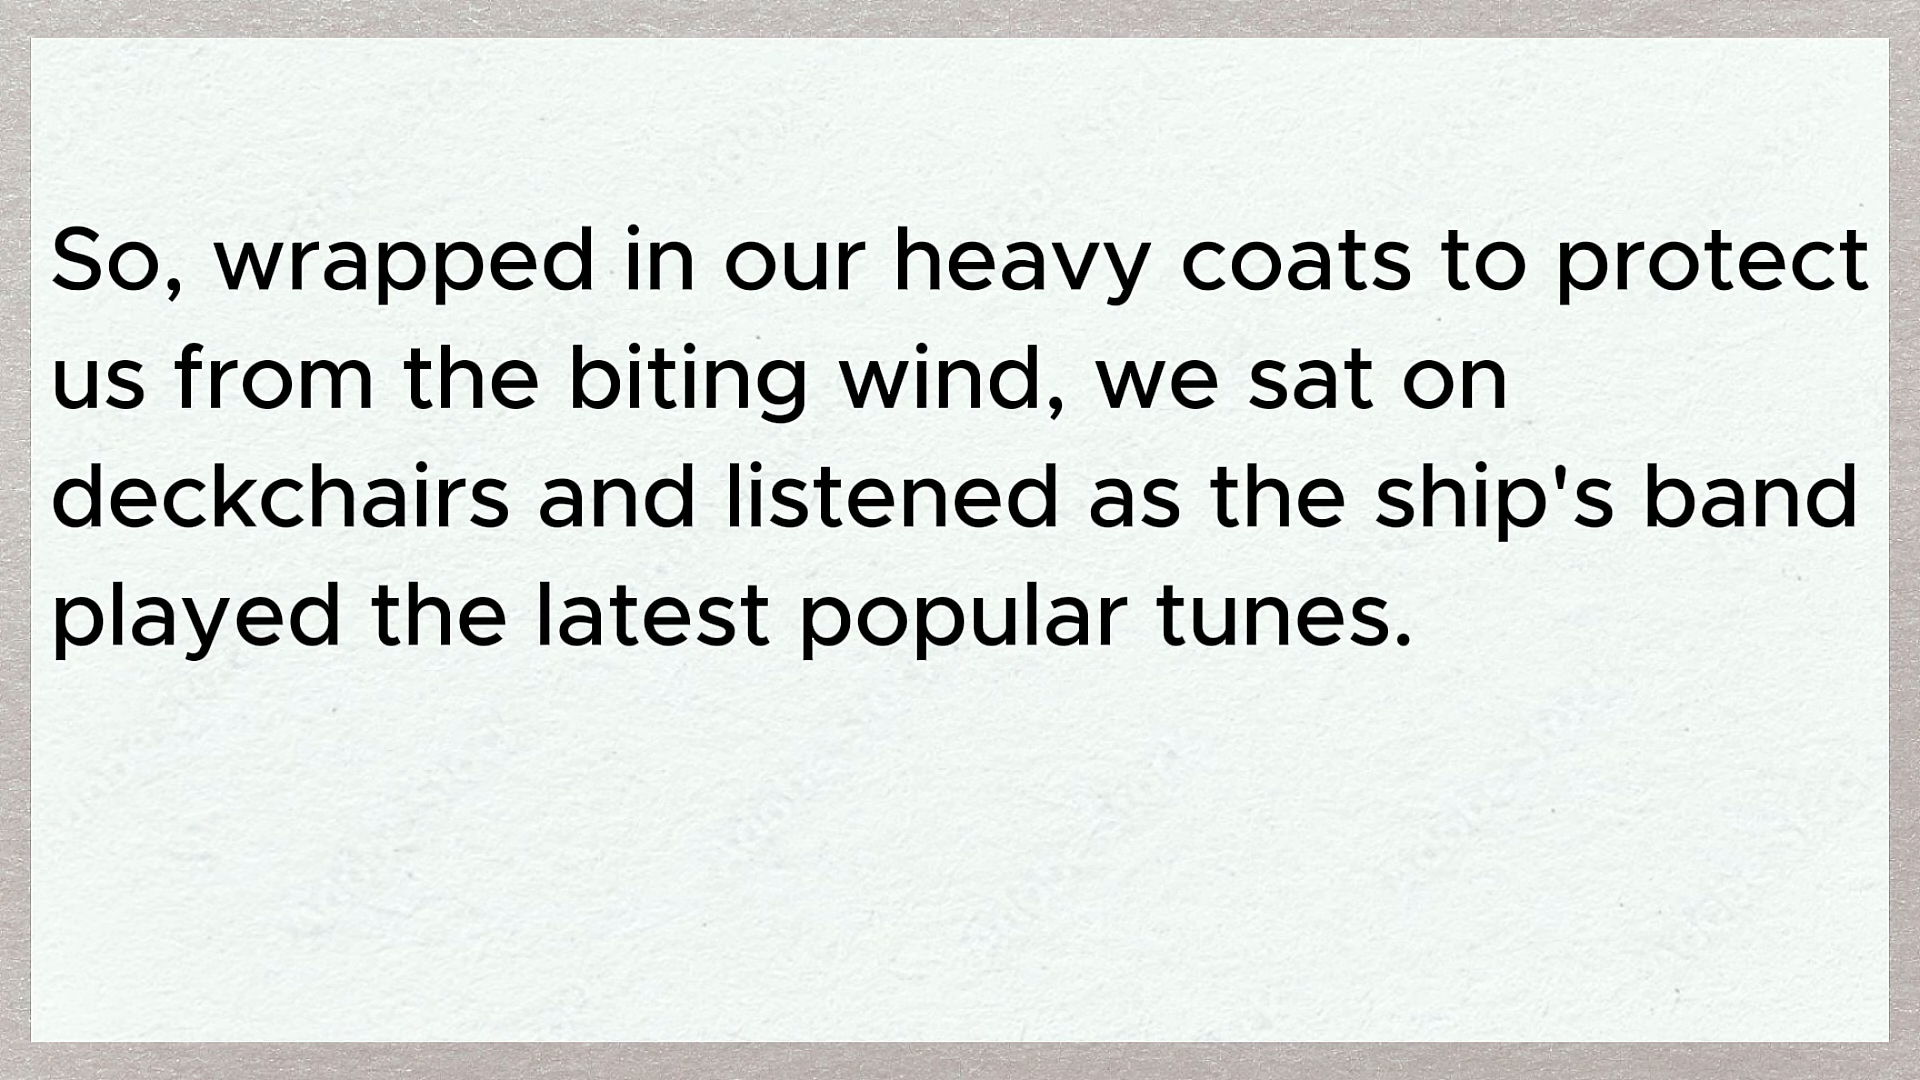 So, wrapped in our heavy coats to protect
us from the biting wind, we sat on
deckchairs and listened as the ship's band
played the latest popular tunes.